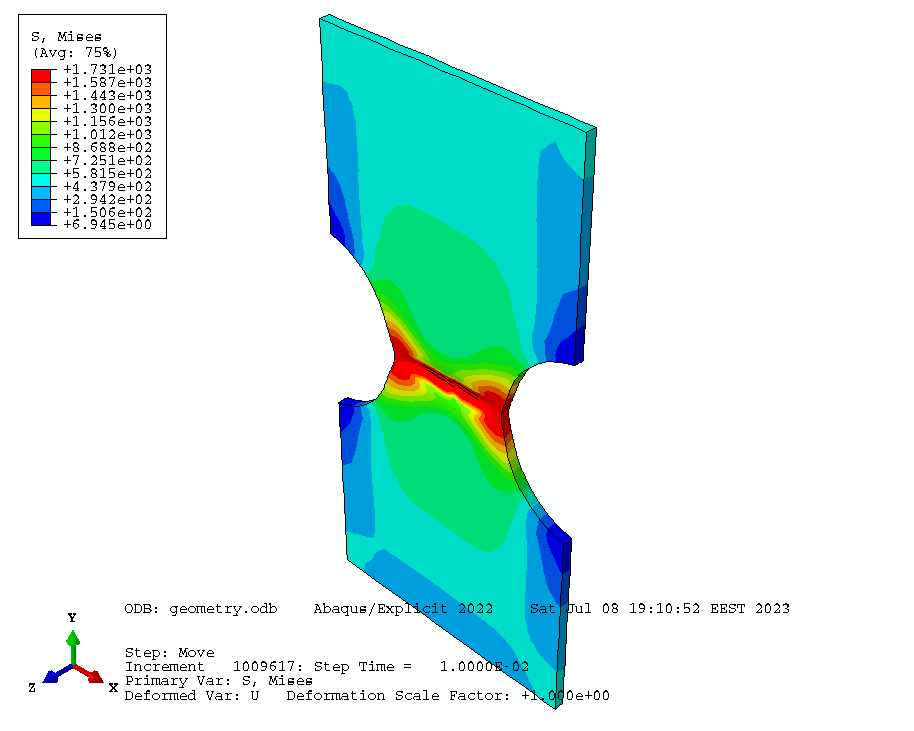 S, Mises
(Avg: 75%)
+1.731e+03
+1.587e+03
+1.443e+03
+1.300e+03
+1.156e+03
+1.012e+03
+8.688e+02
+7.251e+02
+5.815e+02
+4.379e+02
+2.942e+02
+1.506e+02
+6.945e+00
ODB: geometry.odb Abaqus/Explicit 2022 Sat Jul 08 19:10:52 EEST 2023
Y
Z
X
Step: Move
Increment 1009617: Step Time = 1.0000E-02
Primary Var: S, Mises
Deformed Var: U Deformation Scale Factor: +1.000e+00